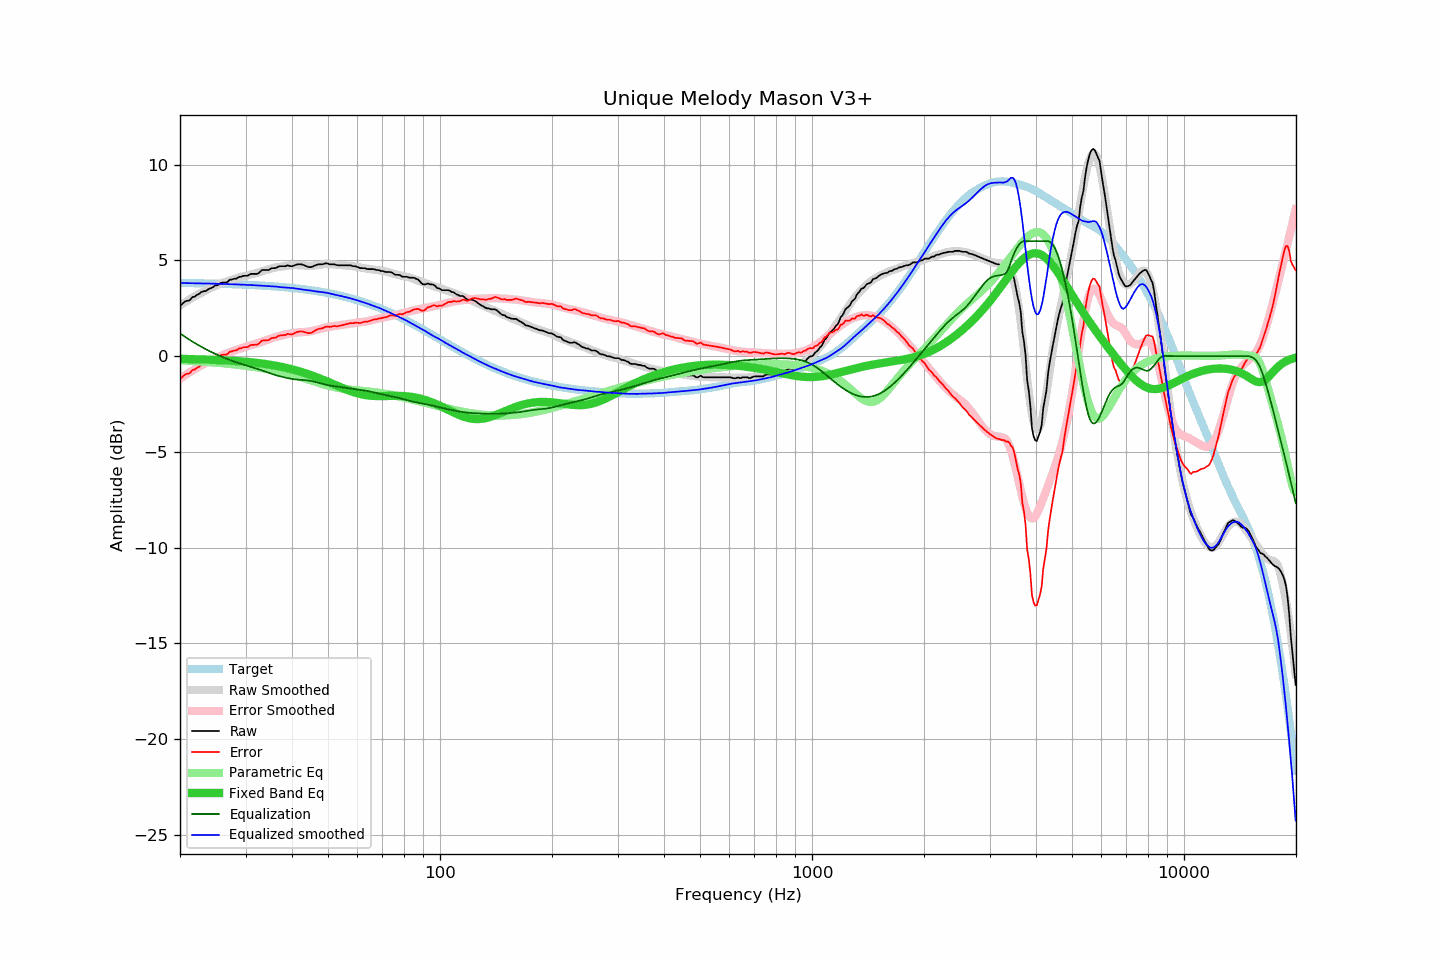 Unique Melody Mason V3+
10
5
0
−5
−10
−15
−20
−25
Amplitude (dBr)
Target
Raw Smoothed
Error Smoothed
Raw
Error
Parametric Eq
Fixed Band Eq
Equalization
Equalized smoothed
100
1000
10000
Frequency (Hz)